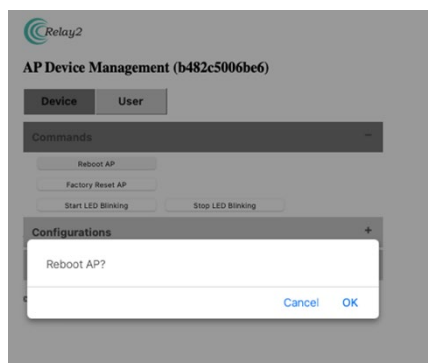 Relay2
AP Device Management (b482c5006be6)
Device User
Commands −
Reboot AP
Factory Reset AP
Start LED Blinking Stop LED Blinking
Configurations +
Reboot AP?
Cancel OK